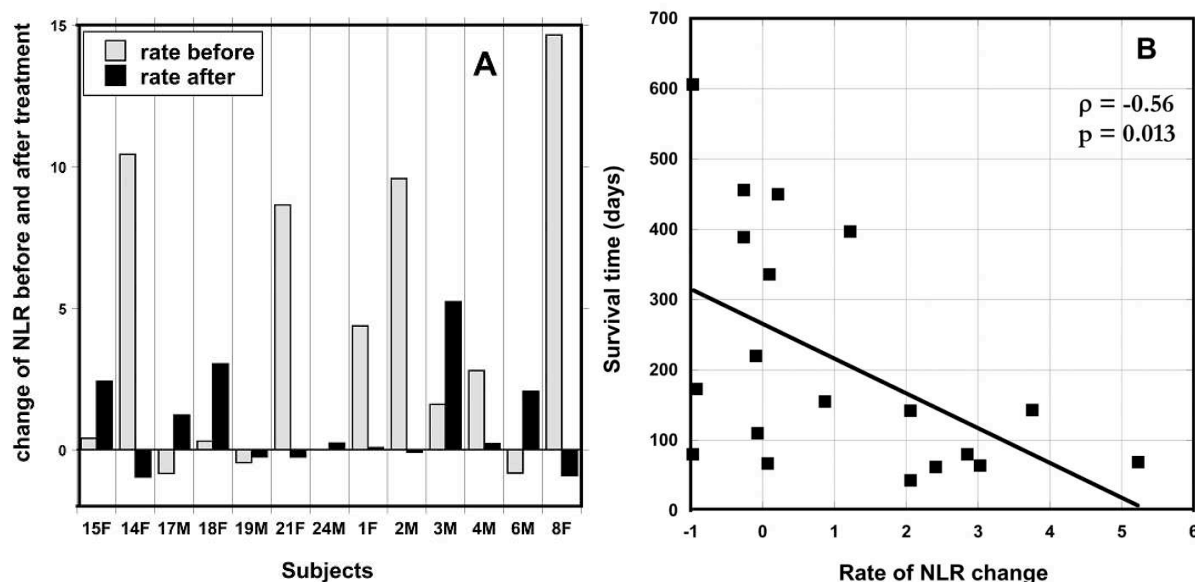 change of NLR before and after treatment
15
10
5
0
rate before
rate after
A
15F 14F 17M 18F 19M 21F 24M 1F 2M 3M 4M 6M 8F
Subjects
Survival time (days)
700
600
500
400
300
200
100
0
B
ρ = -0.56
p = 0.013
-1 0 1 2 3 4 5 6
Rate of NLR change